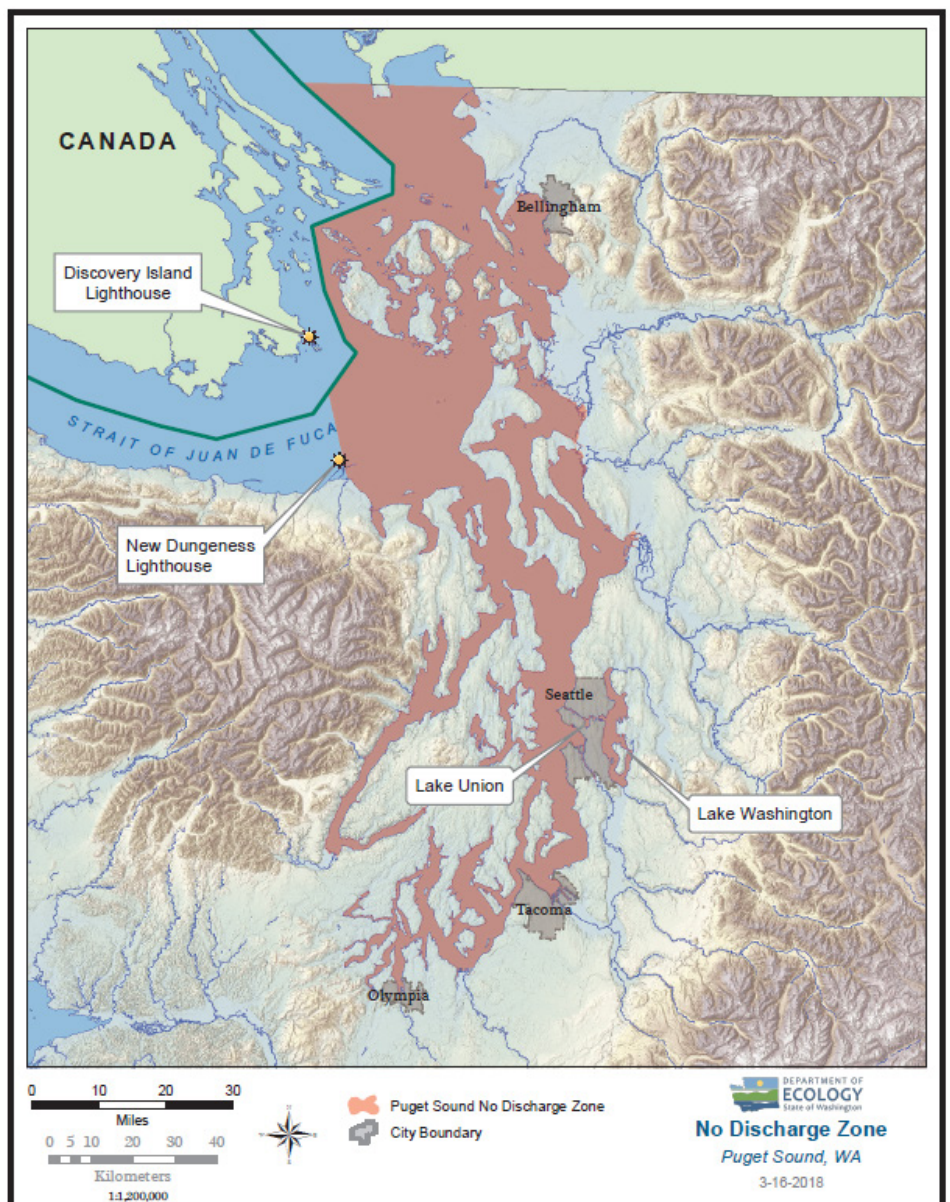 CANADA
Bellingham
Discovery Island
Lighthouse
STRAIT OF JUAN DE FUCA
New Dungeness
Lighthouse
Seattle
Lake Union
Lake Washington
Tacoma
Olympia
0 10 20 30
Miles
0 5 10 20 30 40
Kilometers
1:1,200,000
N
Puget Sound No Discharge Zone
City Boundary
DEPARTMENT OF
ECOLOGY
State of Washington
No Discharge Zone
Puget Sound, WA
3-16-2018